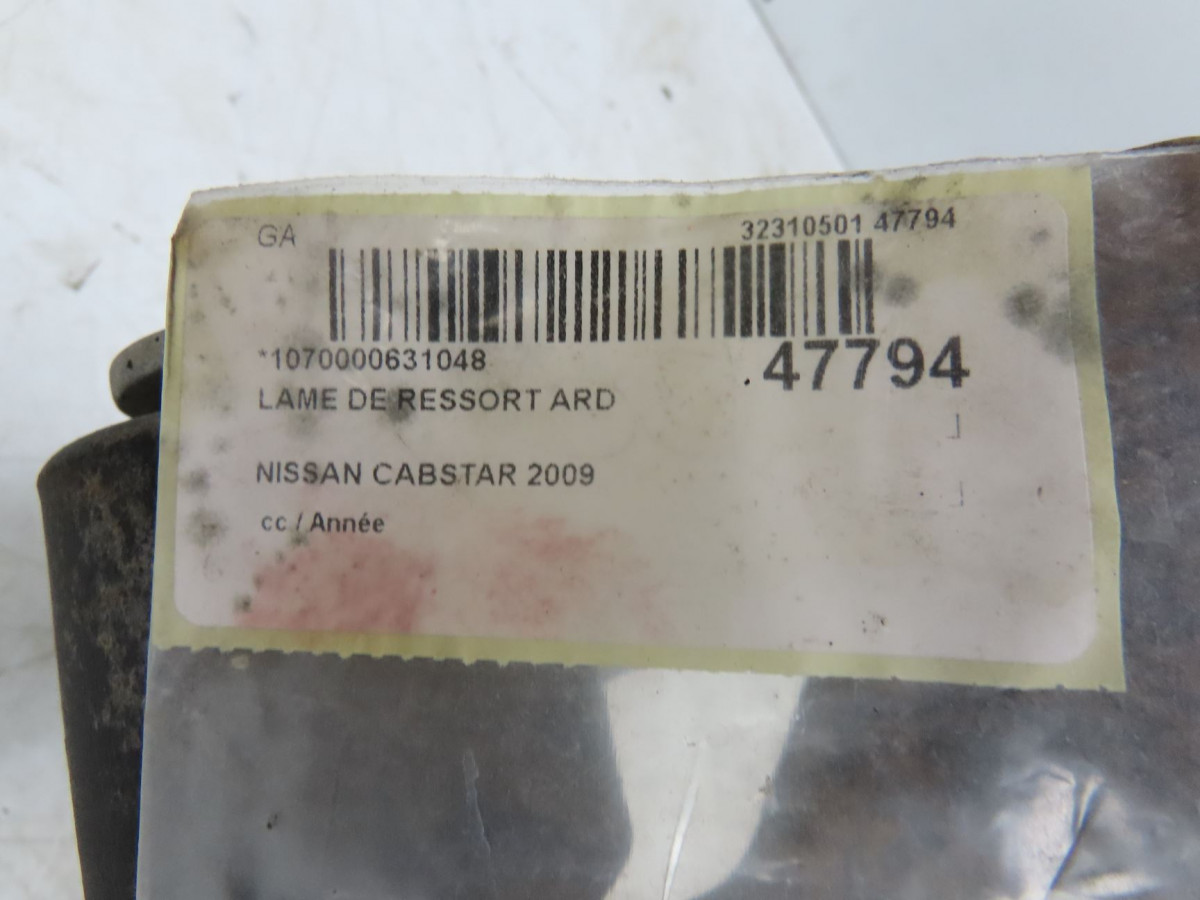 GA
32310501 47794
*1070000631048
47794
LAME DE RESSORT ARD
NISSAN CABSTAR 2009
cc / Année